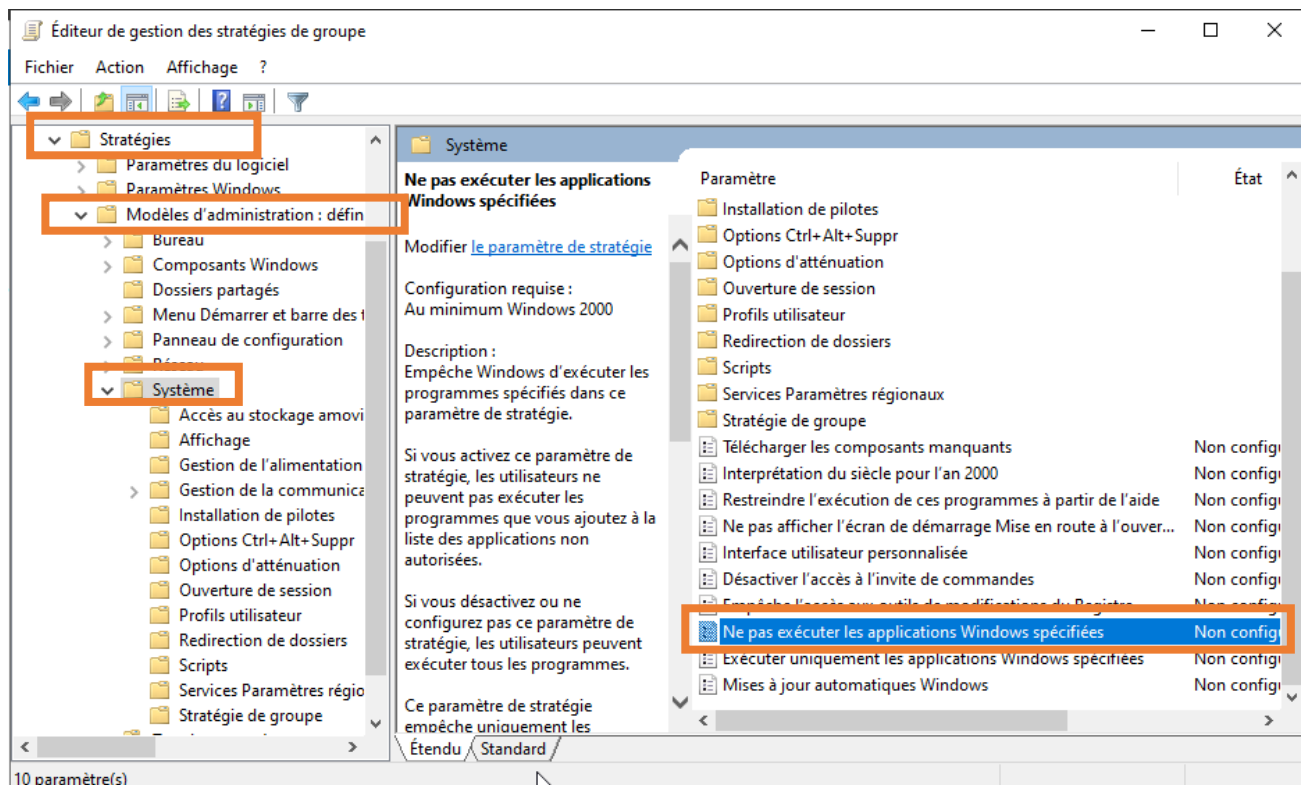 Éditeur de gestion des stratégies de groupe
Fichier Action Affichage ?
Stratégies
Paramètres du logiciel
Paramètres Windows
Modèles d'administration : défin
Bureau
Composants Windows
Dossiers partagés
Menu Démarrer et barre des t
Panneau de configuration
Réseau
Système
Accès au stockage amovi
Affichage
Gestion de l'alimentation
Gestion de la communica
Installation de pilotes
Options Ctrl+Alt+Suppr
Options d'atténuation
Ouverture de session
Profils utilisateur
Redirection de dossiers
Scripts
Services Paramètres régio
Stratégie de groupe
Système
Ne pas exécuter les applications
Windows spécifiées
Modifier le paramètre de stratégie
Configuration requise :
Au minimum Windows 2000
Description :
Empêche Windows d'exécuter les
programmes spécifiés dans ce
paramètre de stratégie.
Si vous activez ce paramètre de
stratégie, les utilisateurs ne
peuvent pas exécuter les
programmes que vous ajoutez à la
liste des applications non
autorisées.
Si vous désactivez ou ne
configurez pas ce paramètre de
stratégie, les utilisateurs peuvent
exécuter tous les programmes.
Ce paramètre de stratégie
empêche uniquement les
Paramètre État
Installation de pilotes
Options Ctrl+Alt+Suppr
Options d'atténuation
Ouverture de session
Profils utilisateur
Redirection de dossiers
Scripts
Services Paramètres régionaux
Stratégie de groupe
Télécharger les composants manquants Non config
Interprétation du siècle pour l'an 2000 Non config
Restreindre l'exécution de ces programmes à partir de l'aide Non config
Ne pas afficher l'écran de démarrage Mise en route à l'ouver... Non config
Interface utilisateur personnalisée Non config
Désactiver l'accès à l'invite de commandes Non config
Empêche l'accès aux outils de modifications du Registre Non config
Ne pas exécuter les applications Windows spécifiées Non config
Exécuter uniquement les applications Windows spécifiées Non config
Mises à jour automatiques Windows Non config
Étendu Standard
10 paramètre(s)